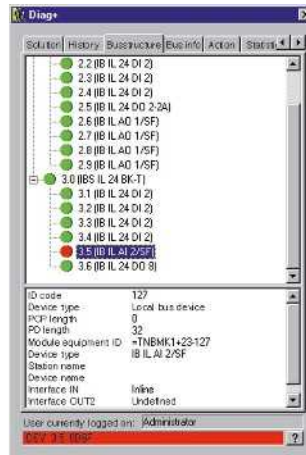 Diag+
Solution History Busstructure Bus info Action Statisti
2.2 (IB IL 24 DI 2)
2.3 (IB IL 24 DI 2)
2.4 (IB IL 24 DI 2)
2.5 (IB IL 24 DO 2-2A)
2.6 (IB IL AO 1/SF)
2.7 (IB IL AO 1/SF)
2.8 (IB IL AO 1/SF)
2.9 (IB IL AO 1/SF)
3.0 (IBS IL 24 BK-T)
3.1 (IB IL 24 DI 2)
3.2 (IB IL 24 DI 2)
3.3 (IB IL 24 DI 2)
3.4 (IB IL 24 DI 2)
3.5 (IB IL AI 2/SF)
3.6 (IB IL 24 DO 8)
ID code 127
Device type Local bus device
PCP length 0
PD length 32
Module equipment ID =TNBMK1+23-127
Device type IB IL AI 2/SF
Station name
Device name
Interface IN Inline
Interface OUT2 Undefined
User currently logged on: Administrator
DEV 3.5 ?